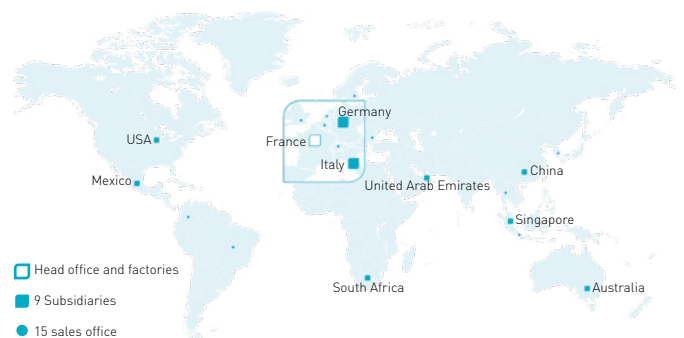 Germany
USA
France
Italy
China
Mexico
United Arab Emirates
Singapore
Head office and factories
South Africa
Australia
9 Subsidiaries
15 sales office